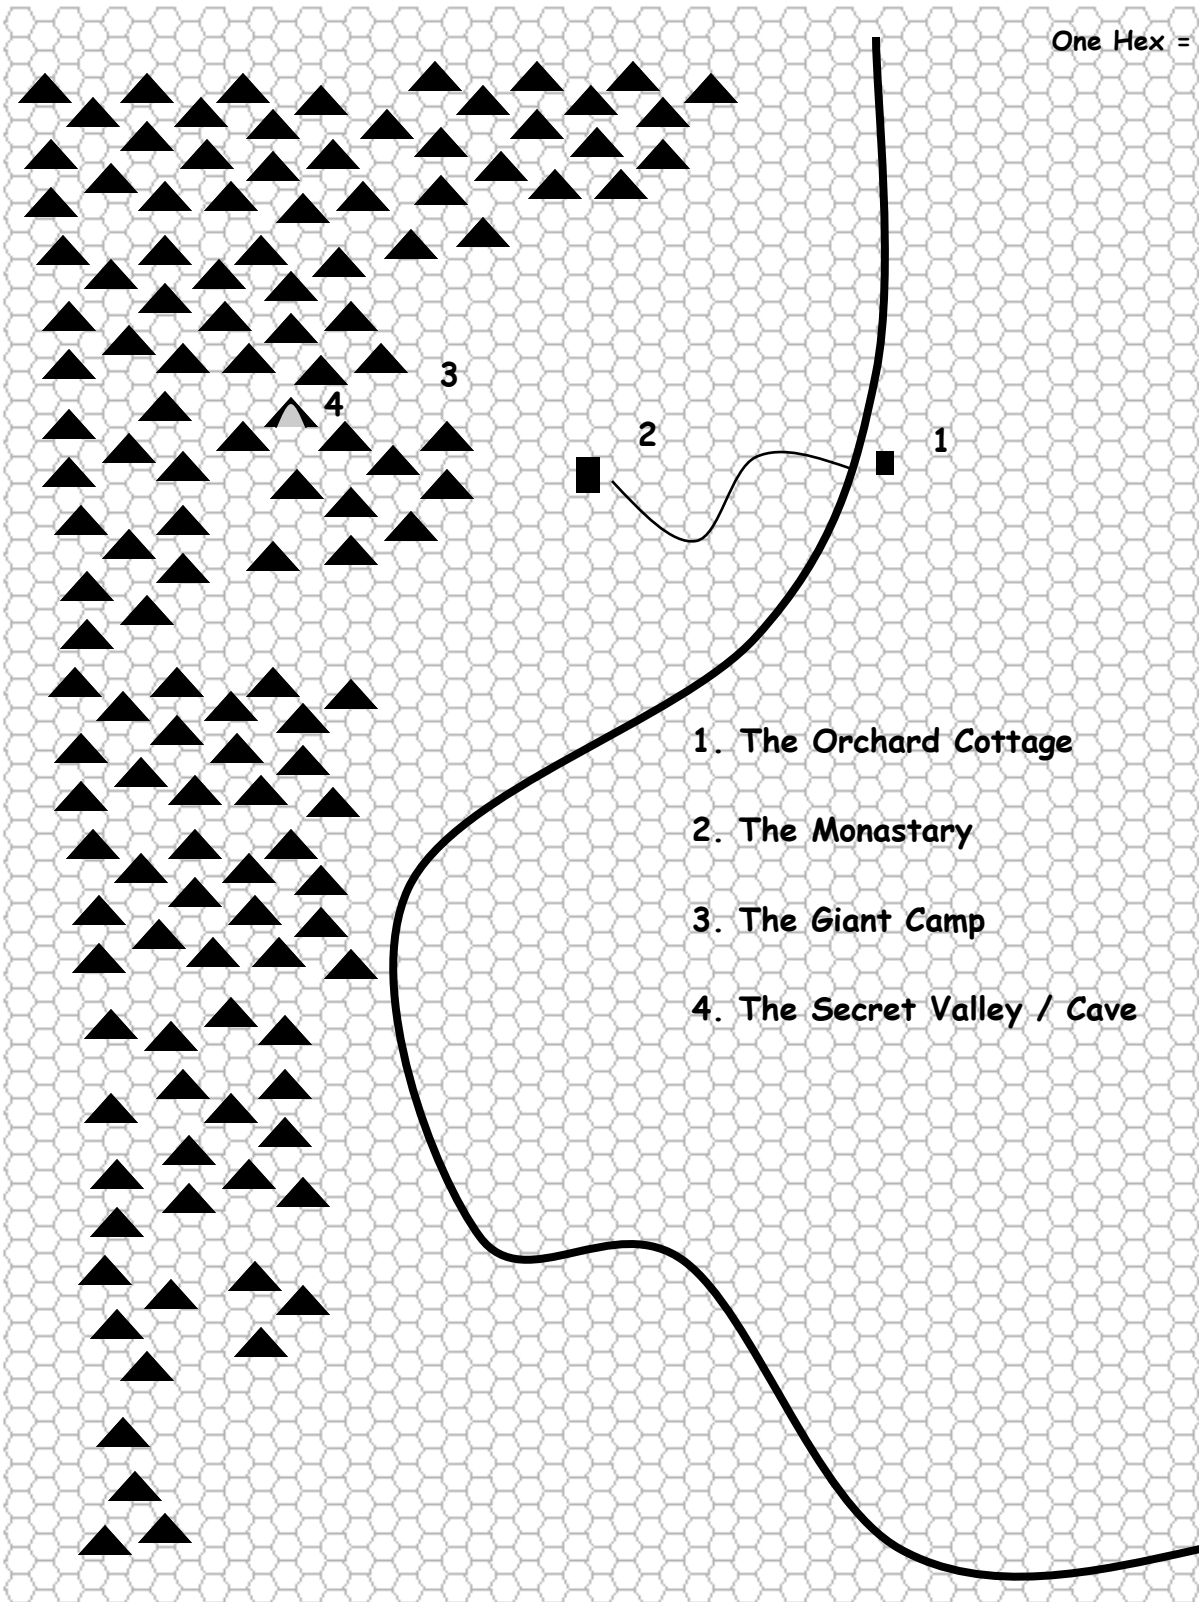 One Hex =
3
4
2
1
1. The Orchard Cottage
2. The Monastary
3. The Giant Camp
4. The Secret Valley / Cave